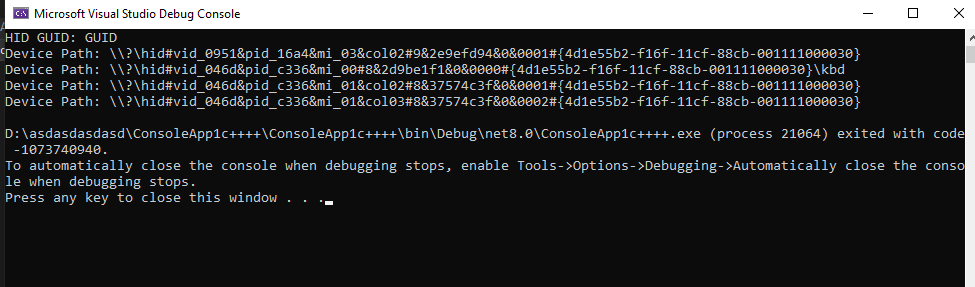 Microsoft Visual Studio Debug Console
HID GUID: GUID
Device Path: \\?\hid#vid_0951&pid_16a4&mi_03&col02#9&2e9efd94&0&0001#{4d1e55b2-f16f-11cf-88cb-001111000030}
Device Path: \\?\hid#vid_046d&pid_c336&mi_00#8&2d9be1f1&0&0000#{4d1e55b2-f16f-11cf-88cb-001111000030}\kbd
Device Path: \\?\hid#vid_046d&pid_c336&mi_01&col02#8&37574c3f&0&0001#{4d1e55b2-f16f-11cf-88cb-001111000030}
Device Path: \\?\hid#vid_046d&pid_c336&mi_01&col03#8&37574c3f&0&0002#{4d1e55b2-f16f-11cf-88cb-001111000030}
D:\asdasdasdasd\ConsoleApp1c++++\ConsoleApp1c++++\bin\Debug\net8.0\ConsoleApp1c++++.exe (process 21064) exited with code
-1073740940.
To automatically close the console when debugging stops, enable Tools->Options->Debugging->Automatically close the conso
le when debugging stops.
Press any key to close this window . . .